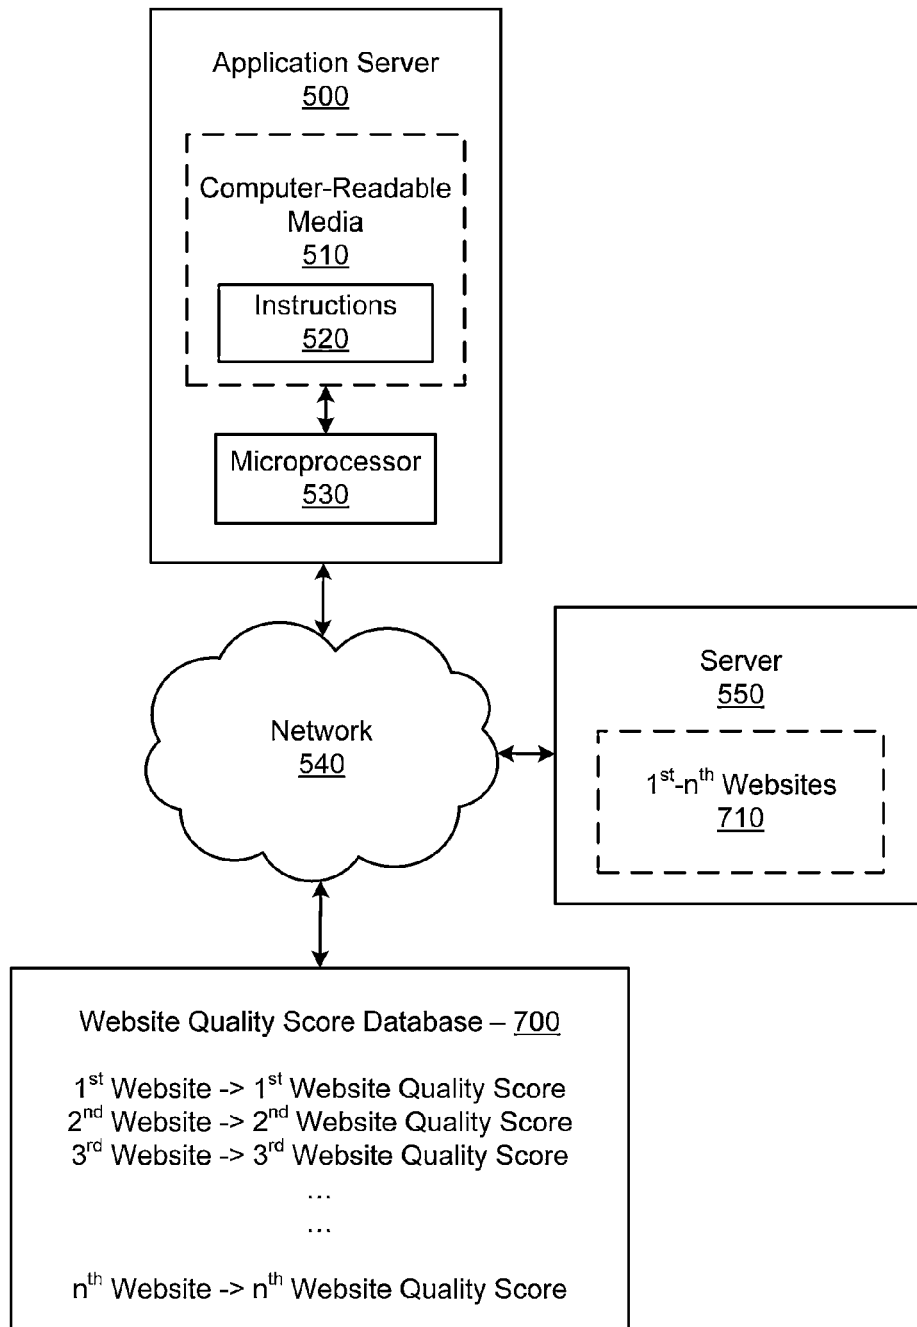 Application Server
500
Computer-Readable
Media
510
Instructions
520
Microprocessor
530
Network
540
Server
550
1st-nth Websites
710
Website Quality Score Database – 700
1st Website -> 1st Website Quality Score
2nd Website -> 2nd Website Quality Score
3rd Website -> 3rd Website Quality Score
...
...
nth Website -> nth Website Quality Score